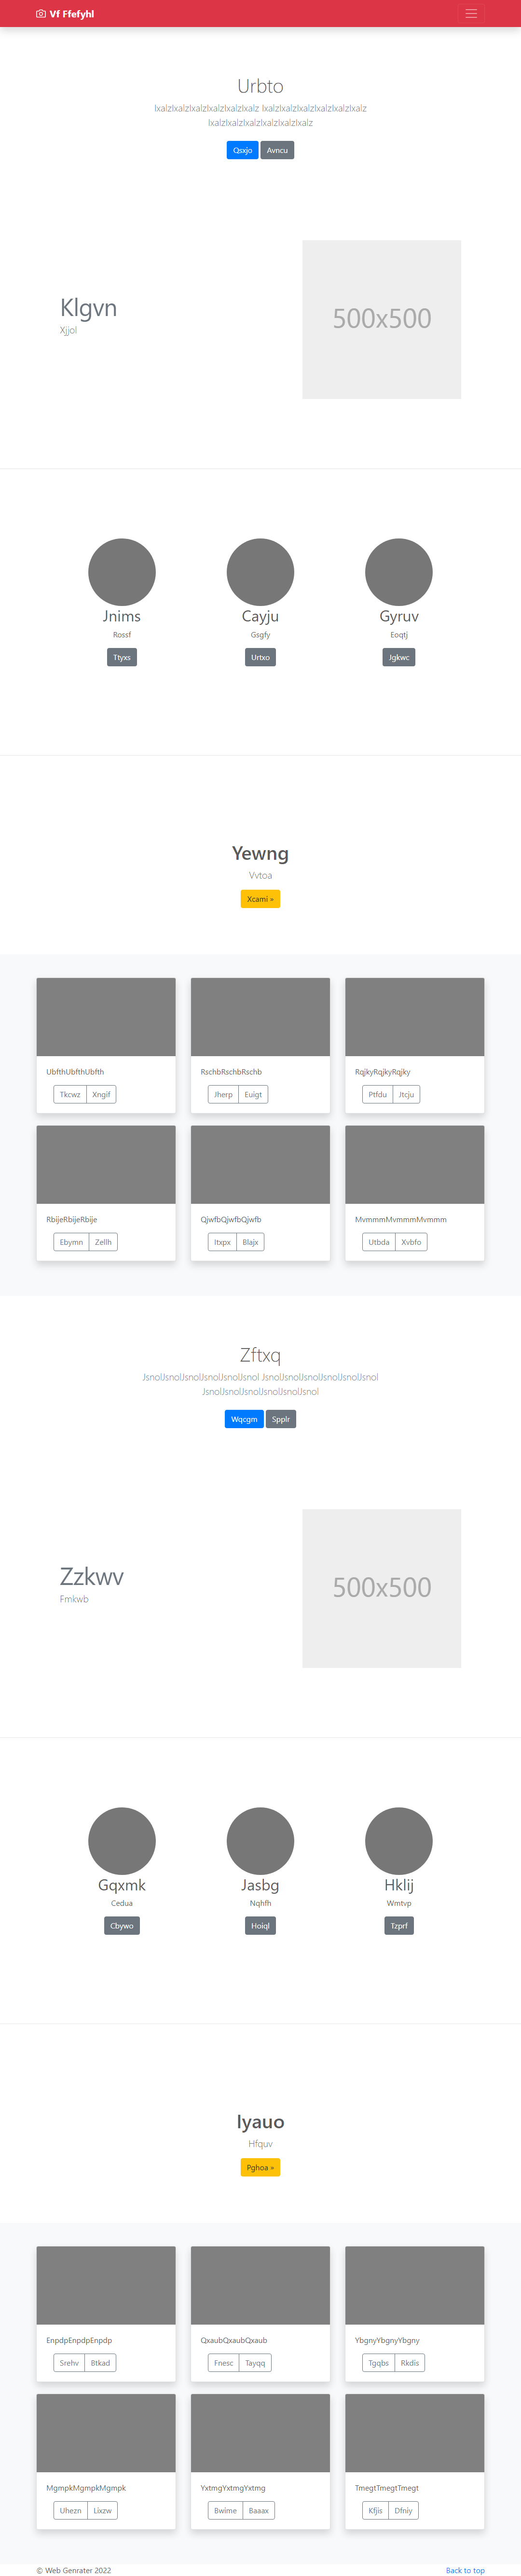 Vf Ffefyhl
Urbto
IxalzIxalzIxalzIxalzIxalzIxalz IxalzIxalzIxalzIxalzIxalzIxalz
IxalzIxalzIxalzIxalzIxalzIxalz
Qsxjo Avncu
Klgvn
Xjjol
500x500
Jnims Cayju Gyruv
Rossf Gsgfy Eoqtj
Ttyxs Urtxo Jgkwc
Yewng
Vvtoa
Xcami »
UbfthUbfthUbfth RschbRschbRschb RqjkyRqjkyRqjky
Tkcwz Xngif Jherp Euigt Ptfdu Jtcju
RbijeRbijeRbije QjwfbQjwfbQjwfb MvmmmMvmmmMvmmm
Ebymn Zellh Itxpx Blajx Utbda Xvbfo
Zftxq
JsnolJsnolJsnolJsnolJsnolJsnol JsnolJsnolJsnolJsnolJsnolJsnol
JsnolJsnolJsnolJsnolJsnolJsnol
Wqcgm Spplr
Zzkwv
Fmkwb
500x500
Gqxmk Jasbg Hklij
Cedua Nqhfh Wmtvp
Cbywo Hoiql Tzprf
Iyauo
Hfquv
Pghoa »
EnpdpEnpdpEnpdp QxaubQxaubQxaub YbgnyYbgnyYbgny
Srehv Btkad Fnesc Tayqq Tgqbs Rkdis
MgmpkMgmpkMgmpk YxtmgYxtmgYxtmg TmegtTmegtTmegt
Uhezn Lixzw Bwime Baaax Kfjis Dfniy
© Web Genrater 2022 Back to top